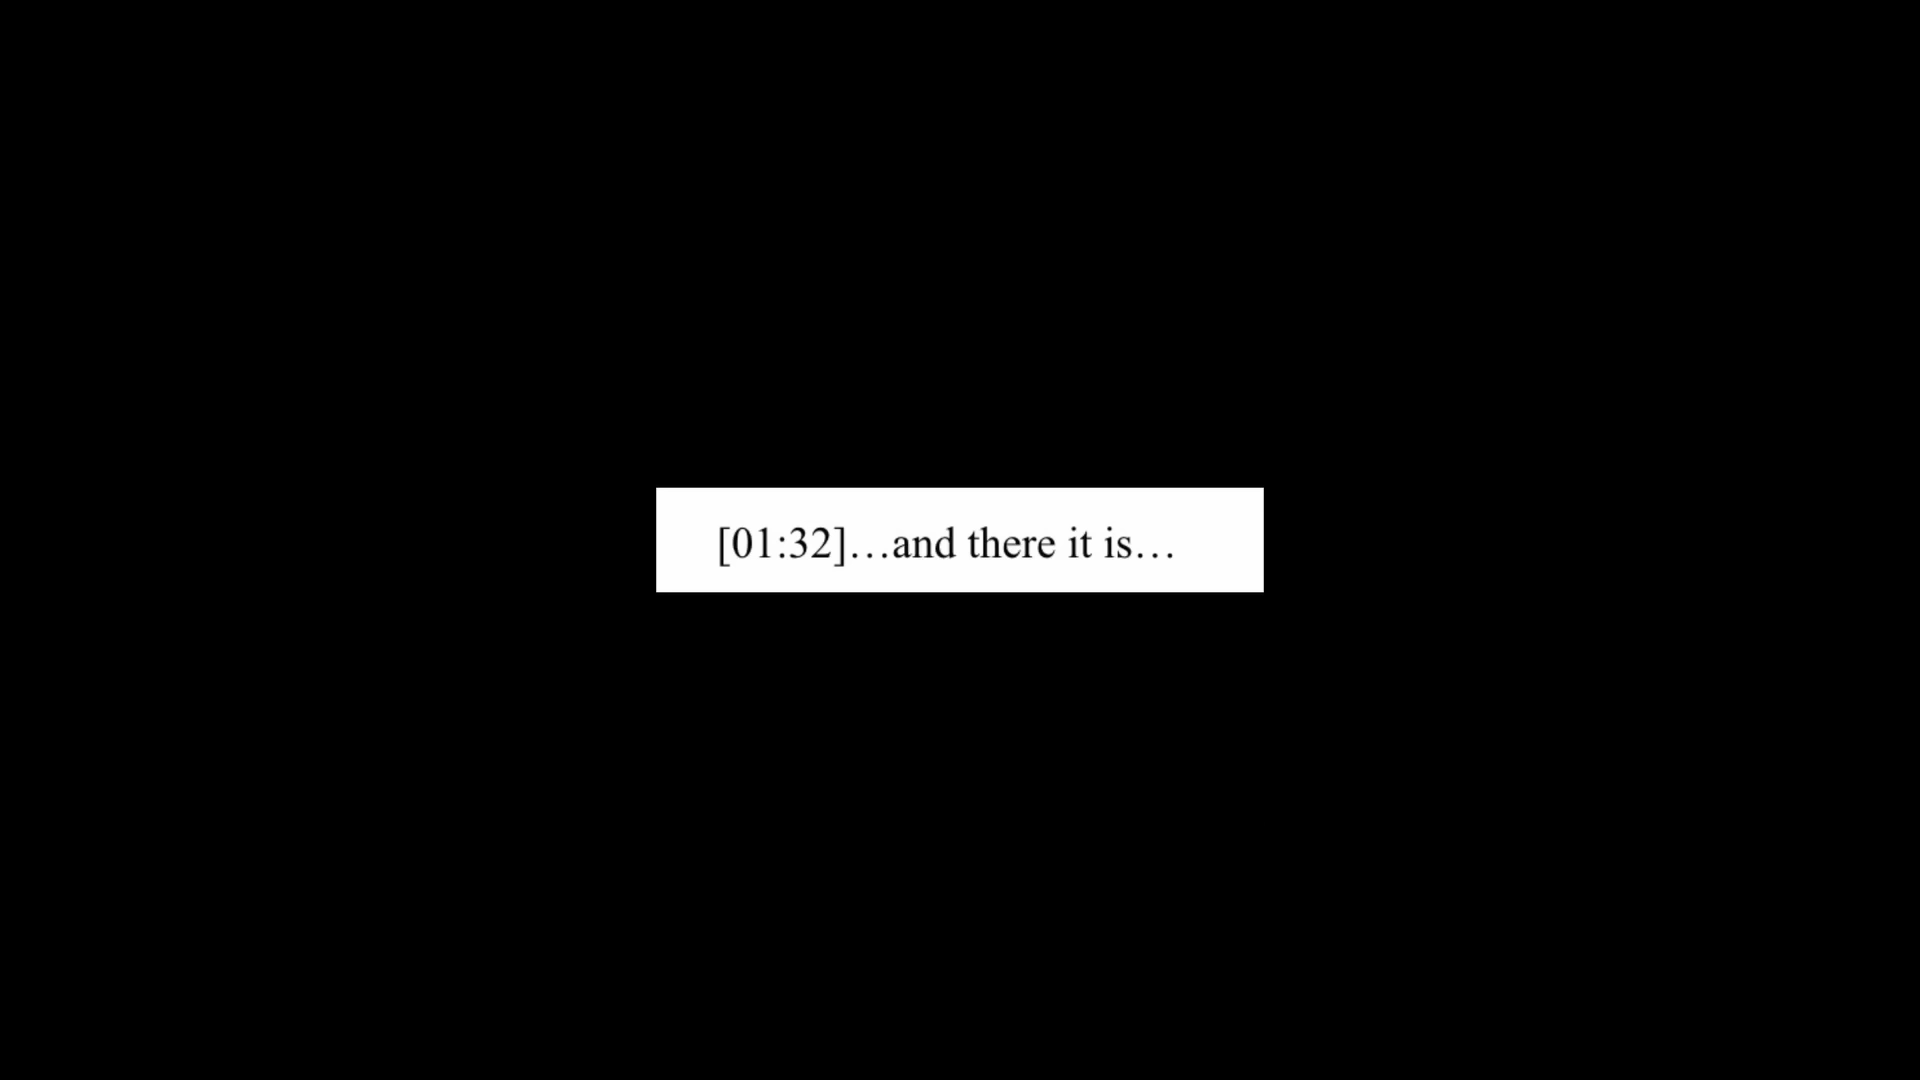 [01:32]…and there it is…